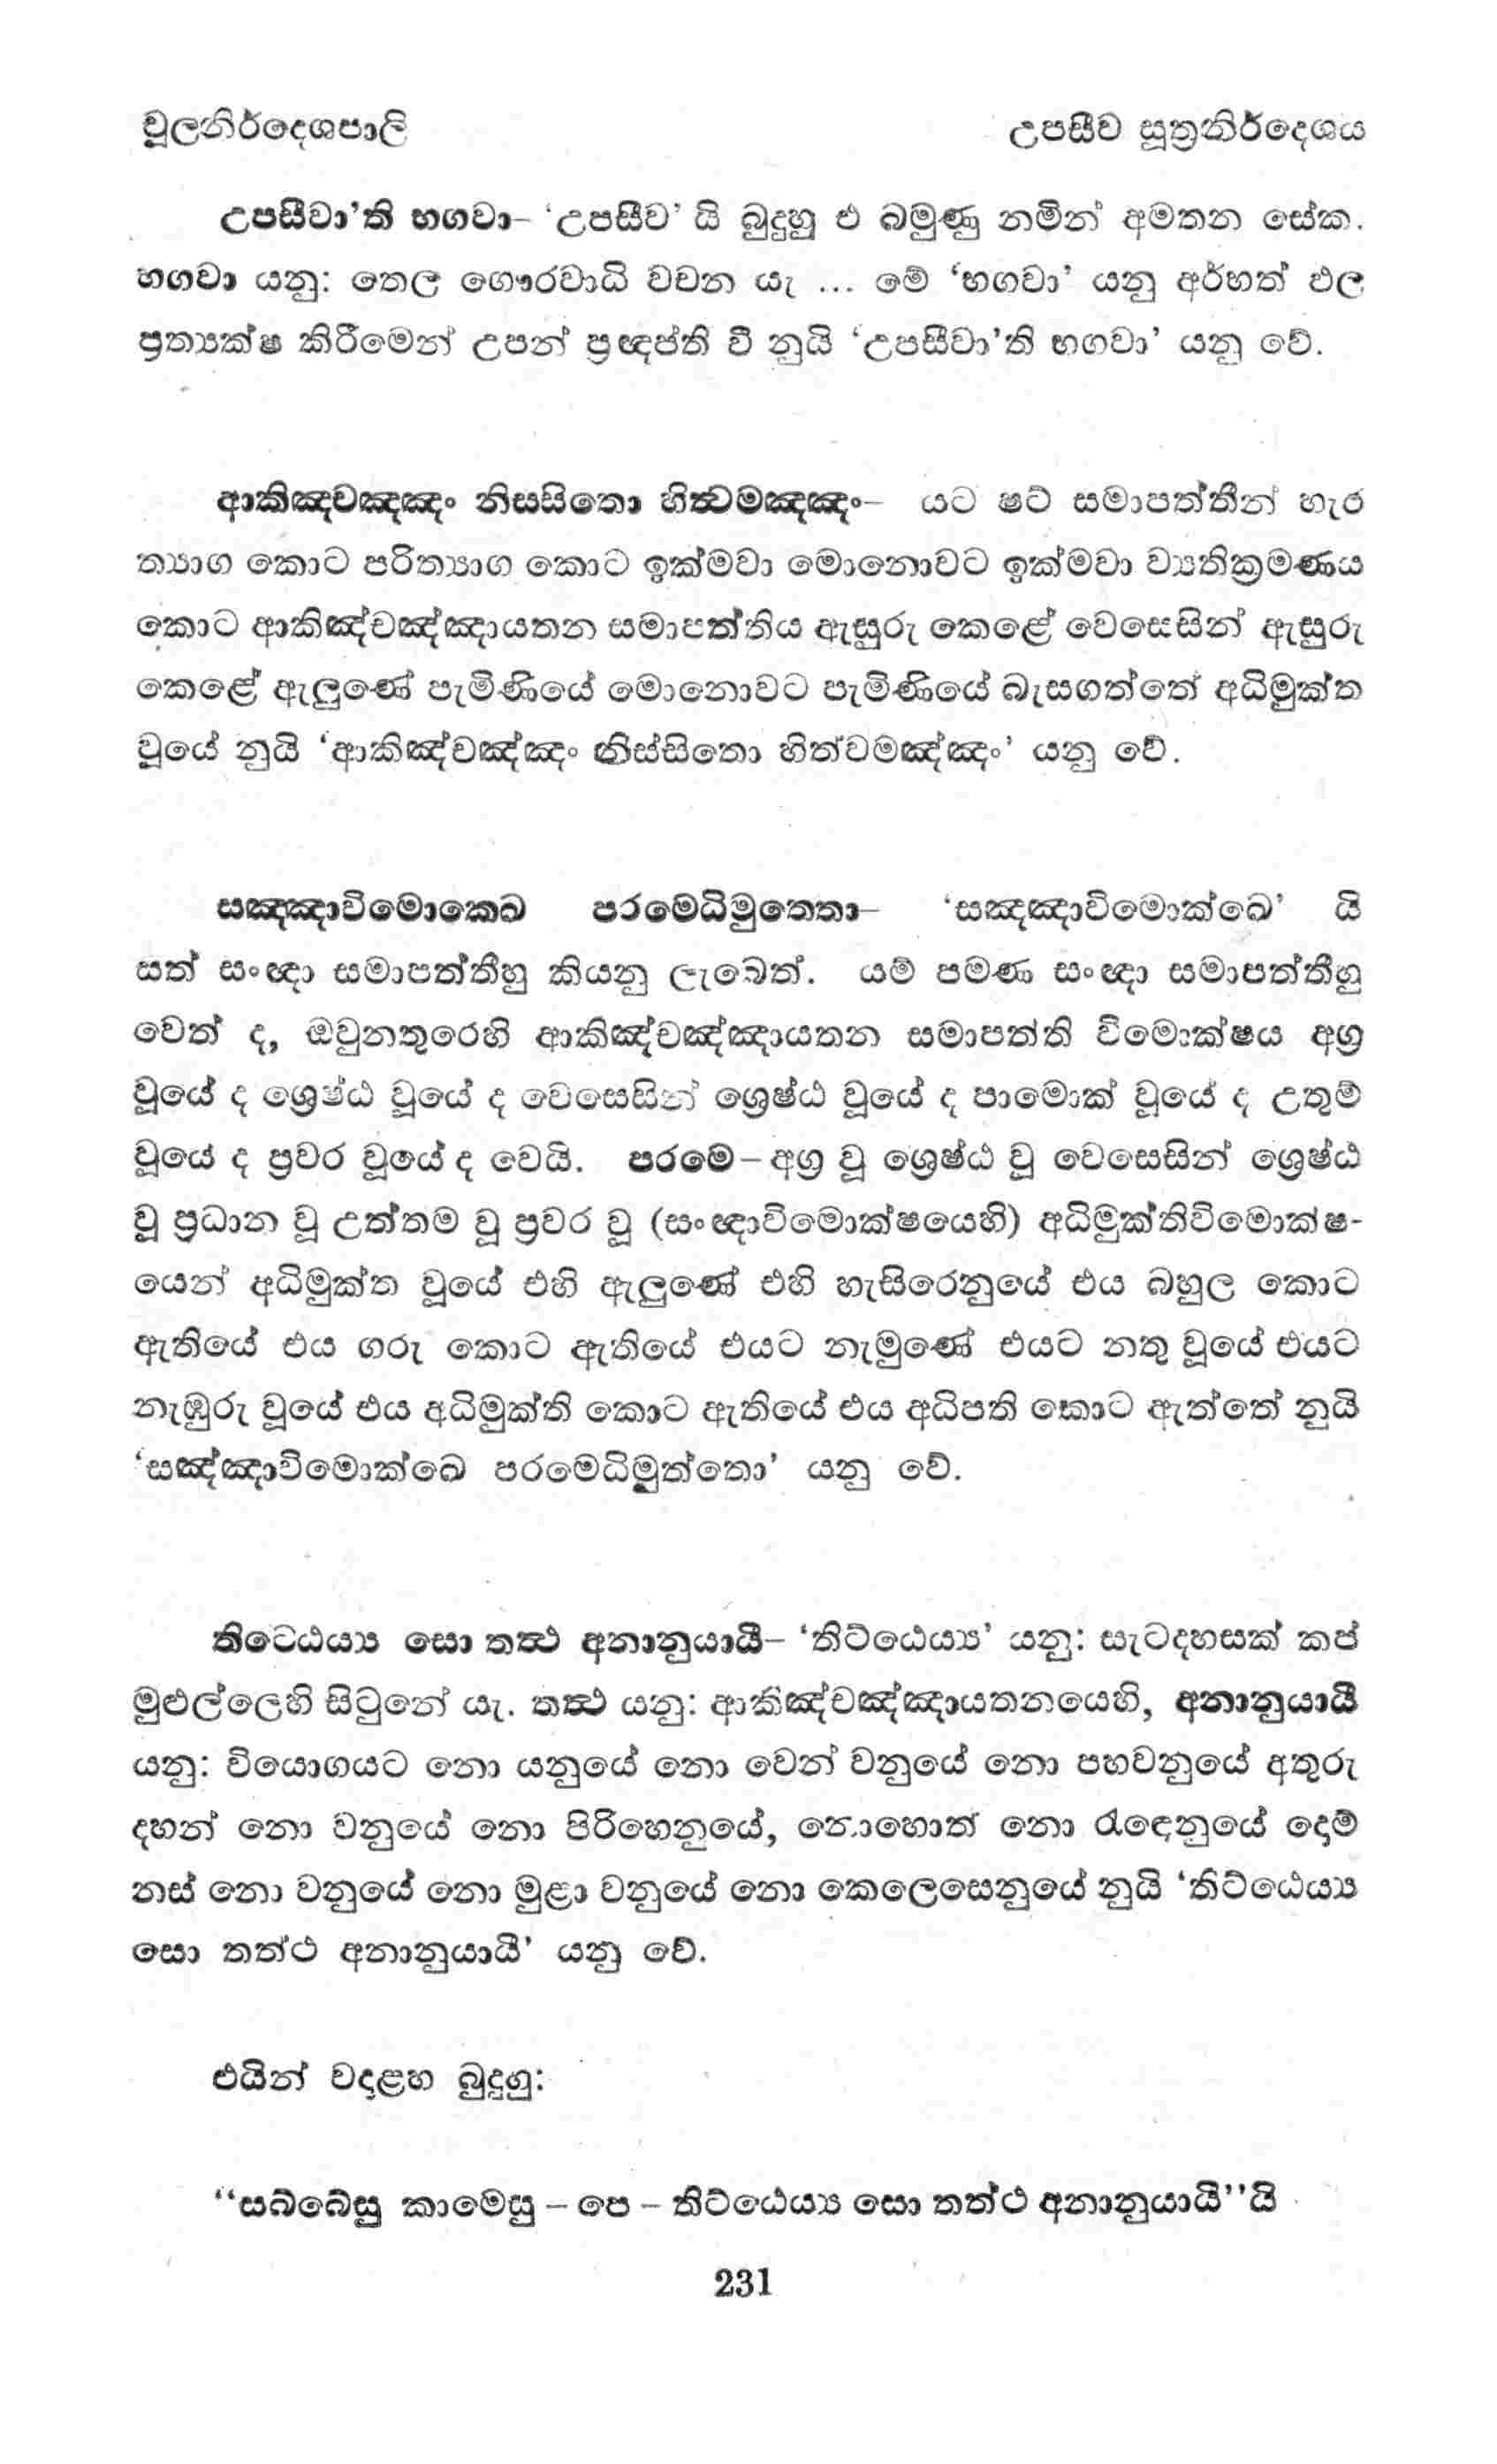 චූලනිර්දෙශපාලි උපසීව සූත්‍රනිර්දෙශය
උපසීවා’ති භගවා– ‘උපසීව’ යි බුදුහු එ බමුණු නමින් අමතන සේක.
භගවා යනු: තෙල ගෞරවාධි වචන යැ ... මේ ‘භගවා’ යනු අර්හත් ඵල
ප්‍රත්‍යක්ෂ කිරීමෙන් උපන් ප්‍රඥප්ති වී නුයි ‘උපසීවා’ති භගවා’ යනු වේ.
ආකිඤ්චඤ්ඤං නිස්සිතො හිත්වමඤ්ඤං– යට ෂට් සමාපත්තීන් හැර
ත්‍යාග කොට පරිත්‍යාග කොට ඉක්මවා මොනොවට ඉක්මවා ව්‍යතික්‍රමණය
කොට ආකිඤ්චඤ්ඤායතන සමාපත්තිය ඇසුරු කෙළේ වෙසෙසින් ඇසුරු
කෙළේ ඇලුණේ පැමිණියේ මොනොවට පැමිණියේ බැසගත්තේ අධිමුක්ත
වූයේ නුයි ‘ආකිඤ්චඤ්ඤං නිස්සිතො හිත්වමඤ්ඤං’ යනු වේ.
සඤ්ඤාවිමොක්ඛෙ පරමෙධිමුත්තො– ‘සඤ්ඤාවිමොක්ඛෙ’ යි
සත් සංඥා සමාපත්තීහු කියනු ලැබෙත්. යම් පමණ සංඥා සමාපත්තීහු
වෙත් ද, ඔවුනතුරෙහි ආකිඤ්චඤ්ඤායතන සමාපත්ති විමොක්ෂය අග්‍ර
වූයේ ද ශ්‍රෙෂ්ඨ වූයේ ද වෙසෙසින් ශ්‍රෙෂ්ඨ වූයේ ද පාමොක් වූයේ ද උතුම්
වූයේ ද ප්‍රවර වූයේ ද වෙයි. පරමෙ – අග්‍ර වූ ශ්‍රෙෂ්ඨ වූ වෙසෙසින් ශ්‍රෙෂ්ඨ
වූ ප්‍රධාන වූ උත්තම වූ ප්‍රවර වූ (සංඥාවිමොක්ෂයෙහි) අධිමුක්තිවිමොක්ෂ-
යෙන් අධිමුක්ත වූයේ එහි ඇලුණේ එහි හැසිරෙනුයේ එය බහුල කොට
ඇතියේ එය ගරු කොට ඇතියේ එයට නැමුණේ එයට නතු වූයේ එයට
නැඹුරු වූයේ එය අධිමුක්ති කොට ඇතියේ එය අධිපති කොට ඇත්තේ නුයි
‘සඤ්ඤාවිමොක්ඛෙ පරමෙධිමුත්තො’ යනු වේ.
තිට්ඨෙය්‍ය සො තත්ථ අනානුයායී– ‘තිට්ඨෙය්‍ය’ යනු: සැටදහසක් කප්
මුළුල්ලෙහි සිටුනේ යැ. තත්ථ යනු: ආකිඤ්චඤ්ඤායතනයෙහි, අනානුයායී
යනු: වියොගයට නො යනුයේ නො වෙන් වනුයේ නො පහවනුයේ අතුරු
දහන් නො වනුයේ නො පිරිහෙනුයේ, නොහොත් නො රැඳෙනුයේ දොම්
නස් නො වනුයේ නො මුළා වනුයේ නො කෙලෙසෙනුයේ නුයි ‘තිට්ඨෙය්‍ය
සො තත්ථ අනානුයායී’ යනු වේ.
එයින් වදාළහ බුදුහු:
“සබ්බේසු කාමෙසු – පෙ – තිට්ඨෙය්‍ය සො තත්ථ අනානුයායී”යි
231